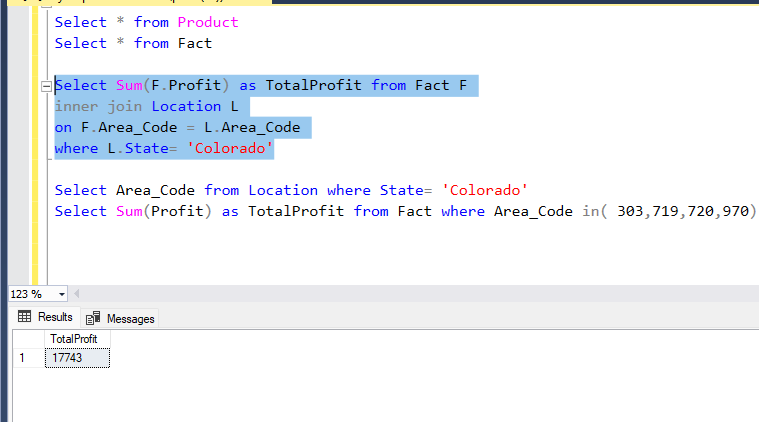 Select * from Product
Select * from Fact
Select Sum(F.Profit) as TotalProfit from Fact F
inner join Location L
on F.Area_Code = L.Area_Code
where L.State= 'Colorado'
Select Area_Code from Location where State= 'Colorado'
Select Sum(Profit) as TotalProfit from Fact where Area_Code in( 303,719,720,970)
123 %
Results Messages
TotalProfit
1 17743